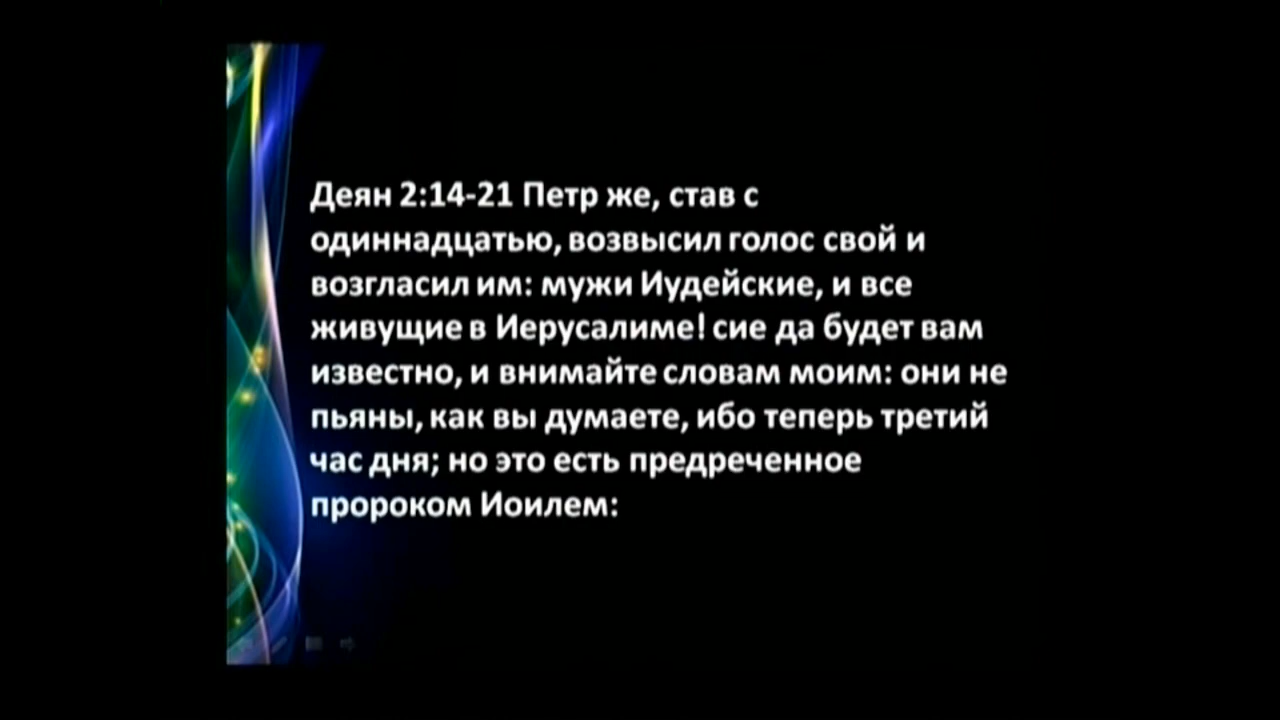 Деян 2:14-21 Петр же, став с
одиннадцатью, возвысил голос свой и
возгласил им: мужи Иудейские, и все
живущие в Иерусалиме! сие да будет вам
известно, и внимайте словам моим: они не
пьяны, как вы думаете, ибо теперь третий
час дня; но это есть предреченное
пророком Иоилем: